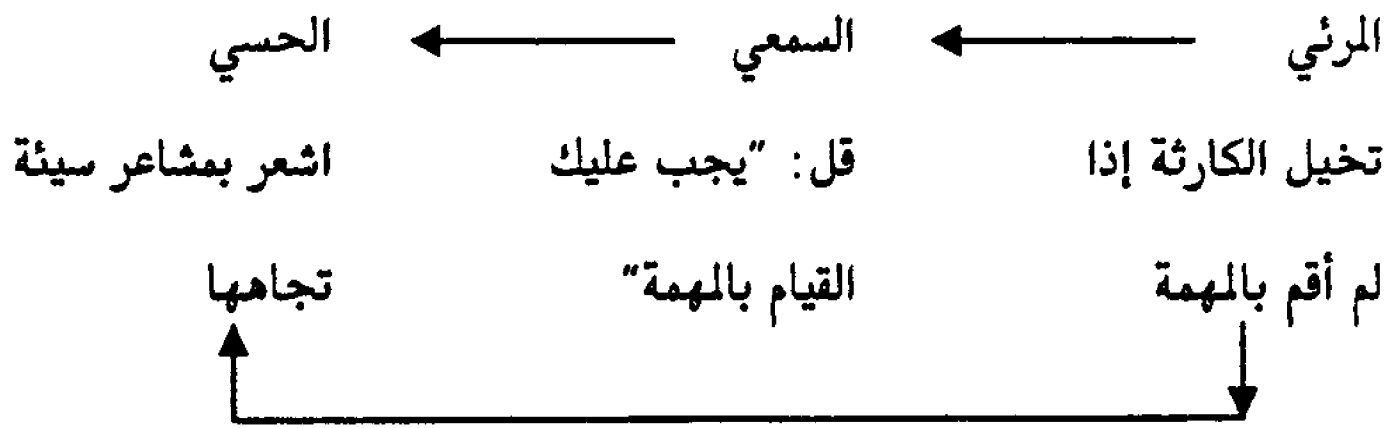 المرئي السمعي الحسي
تخيل الكارثة إذا قل: "يجب عليك اشعر بمشاعر سيئة
لم أقم بالمهمة القيام بالمهمة" تجاهها